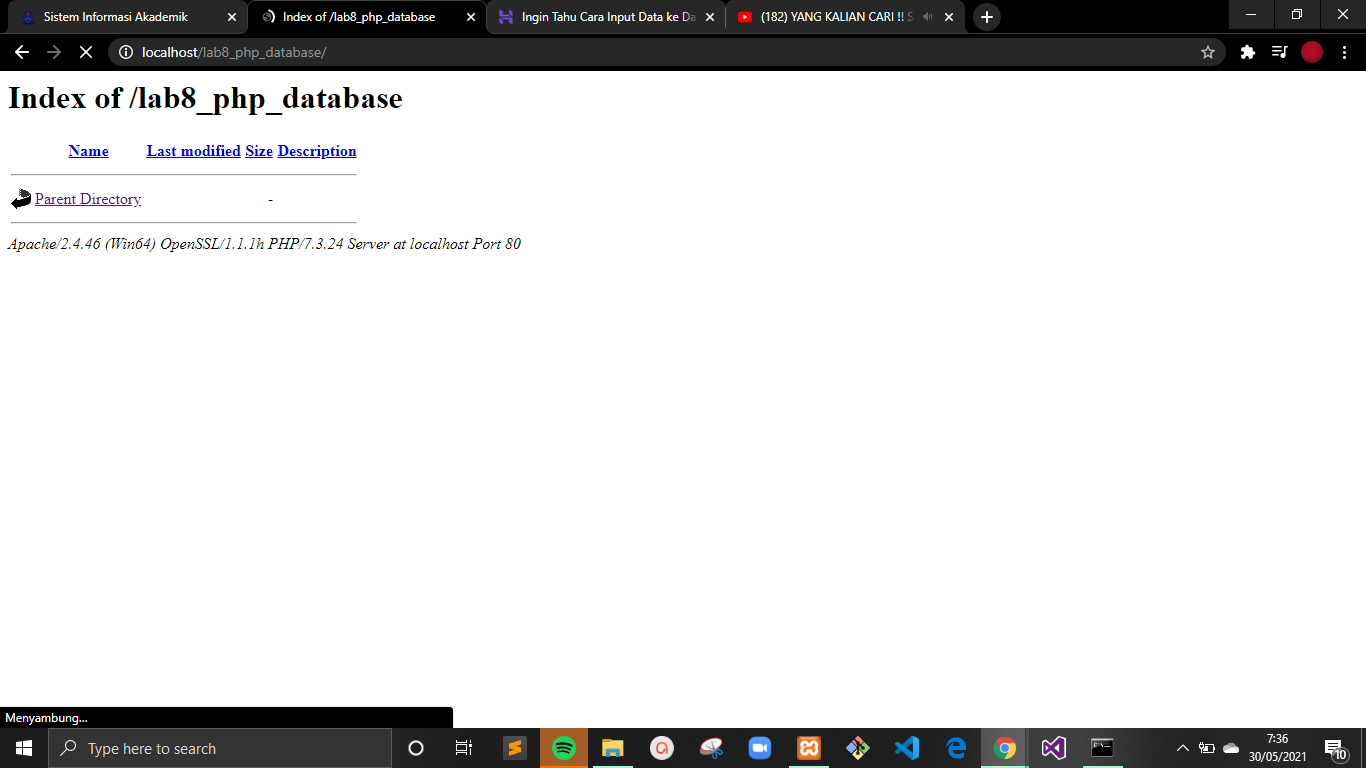 Sistem Informasi Akademik
Index of /lab8_php_database
Ingin Tahu Cara Input Data ke Da
(182) YANG KALIAN CARI !! S
localhost/lab8_php_database/
Index of /lab8_php_database
Name Last modified Size Description
Parent Directory -
Apache/2.4.46 (Win64) OpenSSL/1.1.1h PHP/7.3.24 Server at localhost Port 80
Menyambung...
Type here to search
7:36
30/05/2021
10